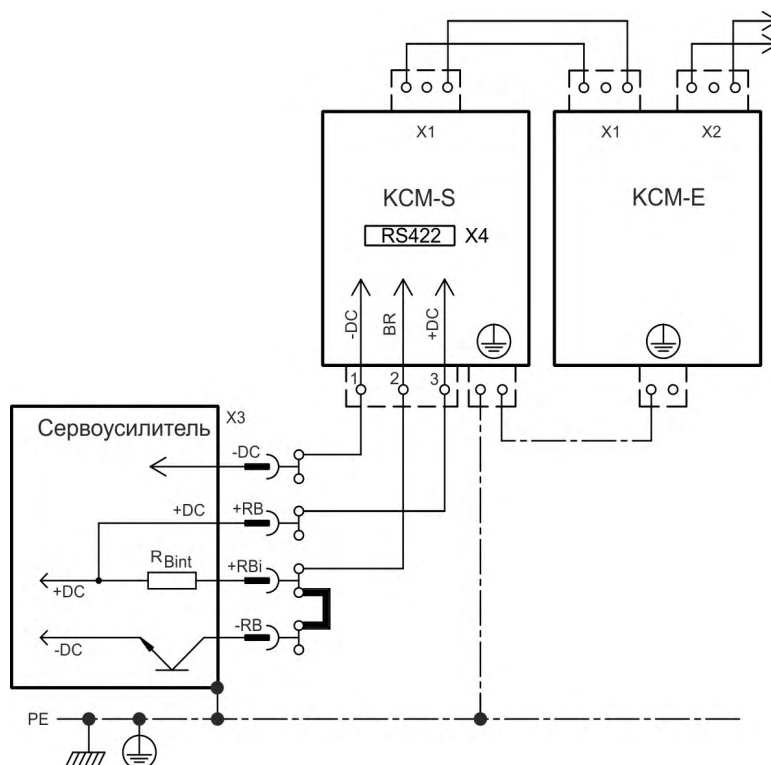 X1
X1
X2
KCM-S
KCM-E
RS422
X4
-DC
BR
+DC
1
2
3
X3
Сервоусилитель
-DC
+DC
+RB
RBint
+RBi
+DC
-RB
-DC
PE